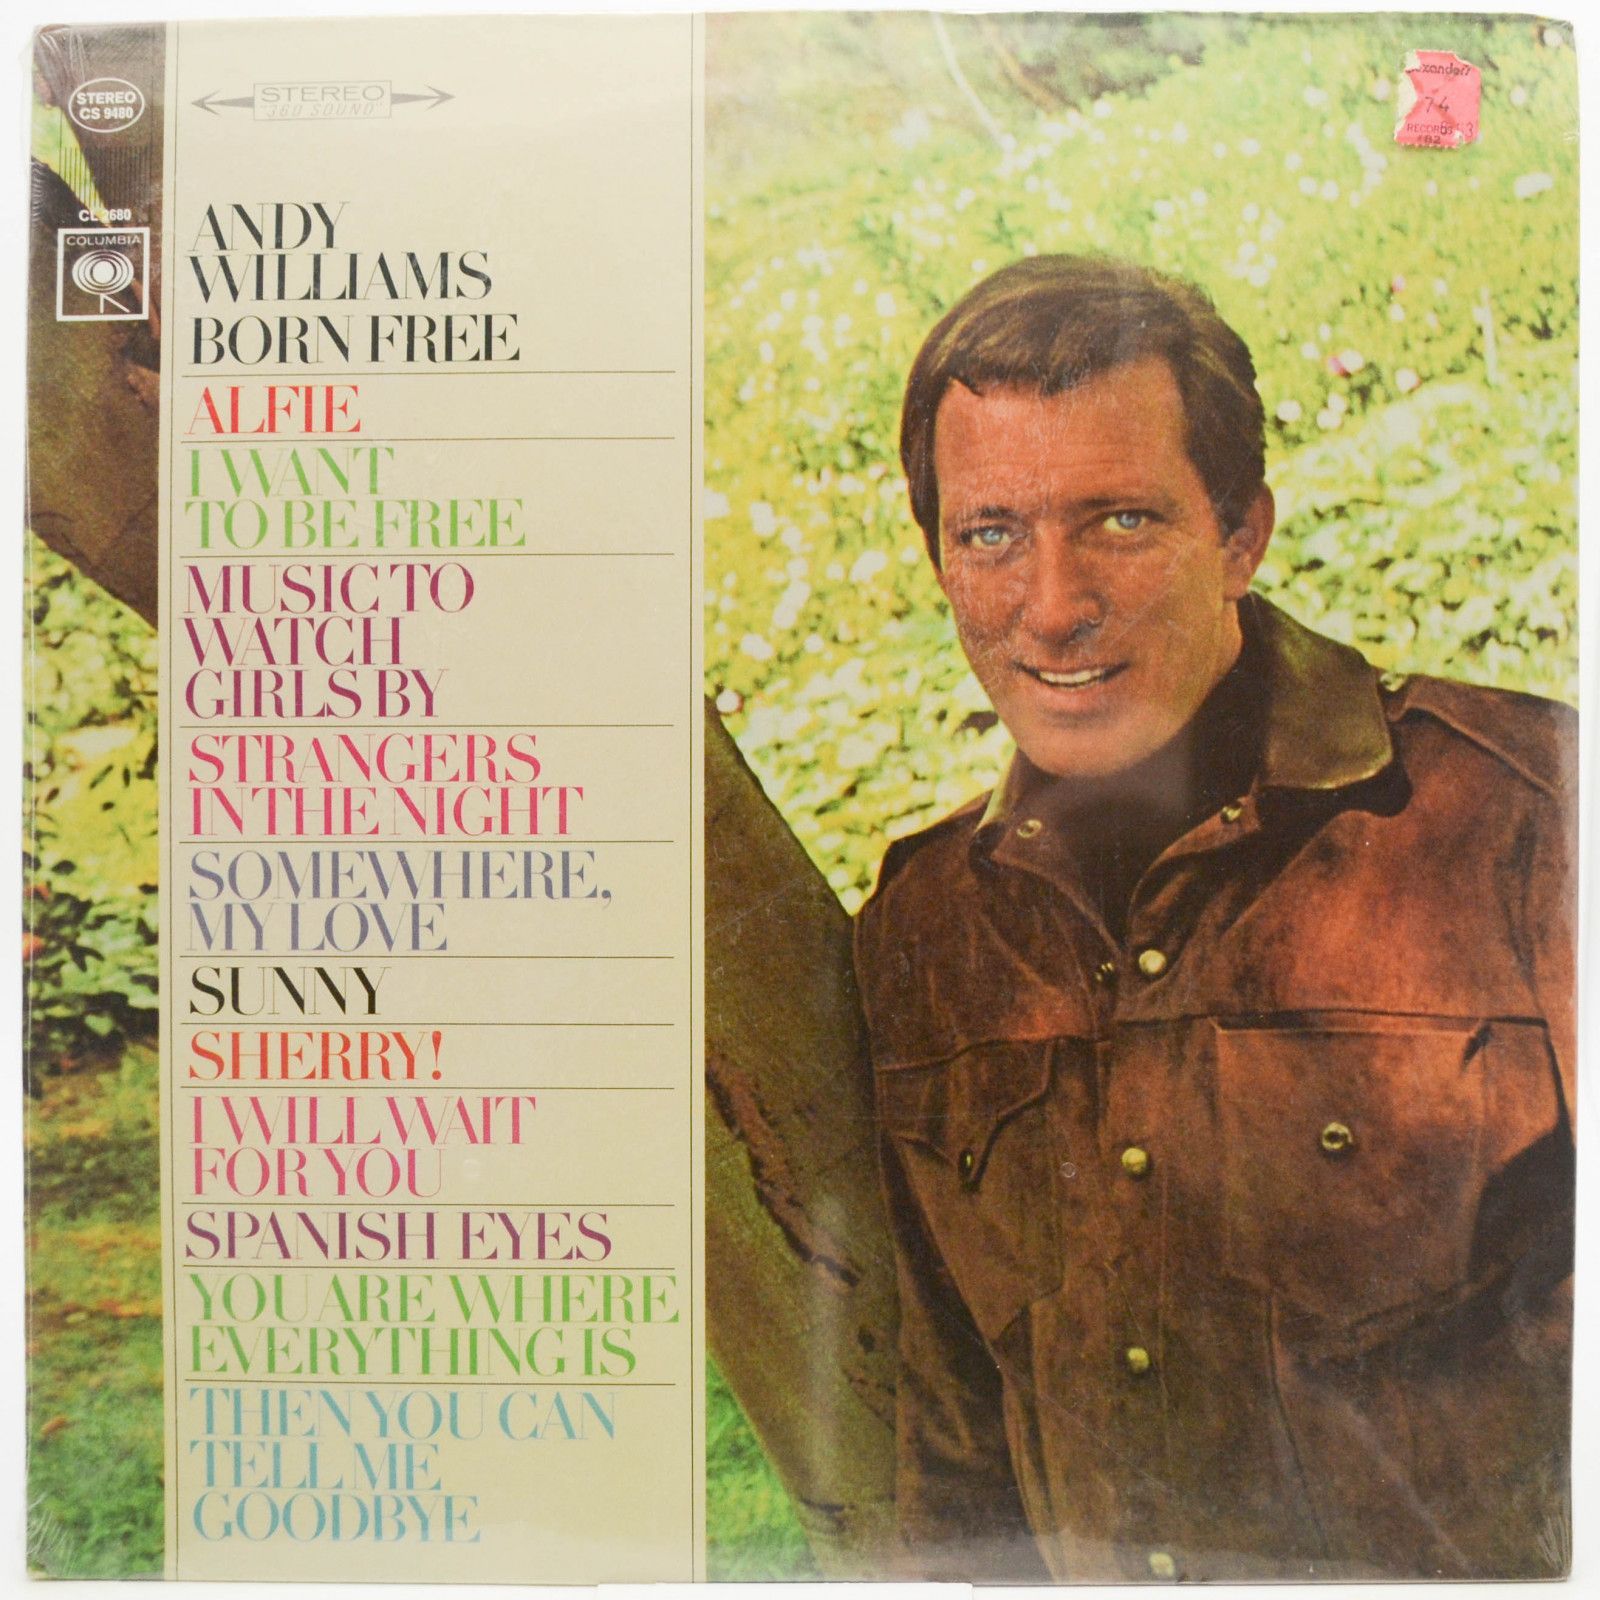 STEREO
CS 9480
CL 2680
COLUMBIA
STEREO
"360 SOUND"
ANDY
WILLIAMS
BORN FREE
ALFIE
I WANT
TO BE FREE
MUSIC TO
WATCH
GIRLS BY
STRANGERS
IN THE NIGHT
SOMEWHERE,
MY LOVE
SUNNY
SHERRY!
I WILL WAIT
FOR YOU
SPANISH EYES
YOU ARE WHERE
EVERYTHING IS
THEN YOU CAN
TELL ME
GOODBYE
74
RECORDS